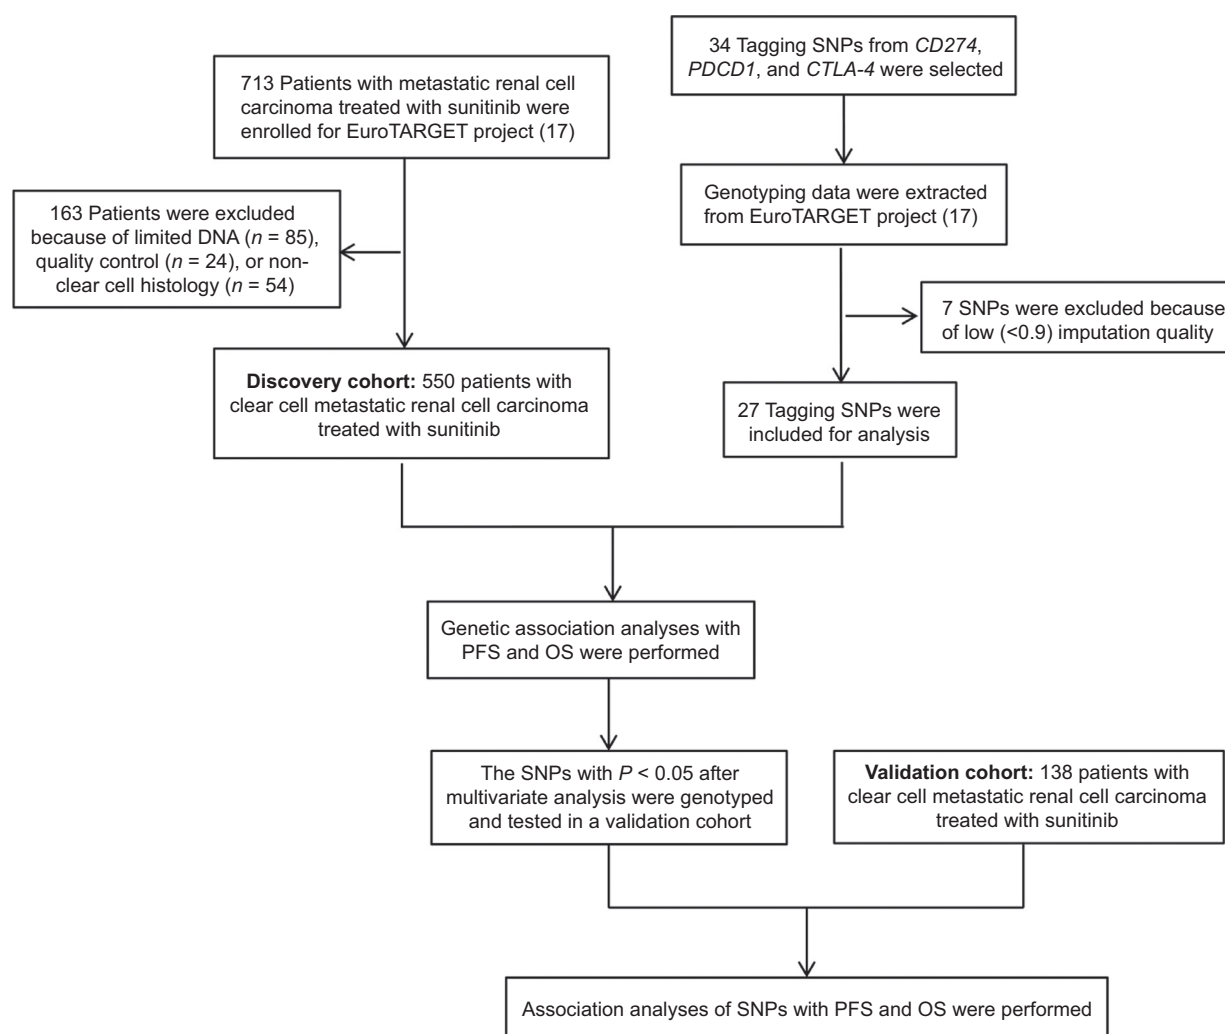 34 Tagging SNPs from CD274,
PDCD1, and CTLA-4 were selected
713 Patients with metastatic renal cell
carcinoma treated with sunitinib were
enrolled for EuroTARGET project (17)
Genotyping data were extracted
from EuroTARGET project (17)
163 Patients were excluded
because of limited DNA (n = 85),
quality control (n = 24), or non-
clear cell histology (n = 54)
7 SNPs were excluded because
of low (<0.9) imputation quality
Discovery cohort: 550 patients with
clear cell metastatic renal cell carcinoma
treated with sunitinib
27 Tagging SNPs were
included for analysis
Genetic association analyses with
PFS and OS were performed
The SNPs with P < 0.05 after
multivariate analysis were genotyped
and tested in a validation cohort
Validation cohort: 138 patients with
clear cell metastatic renal cell carcinoma
treated with sunitinib
Association analyses of SNPs with PFS and OS were performed